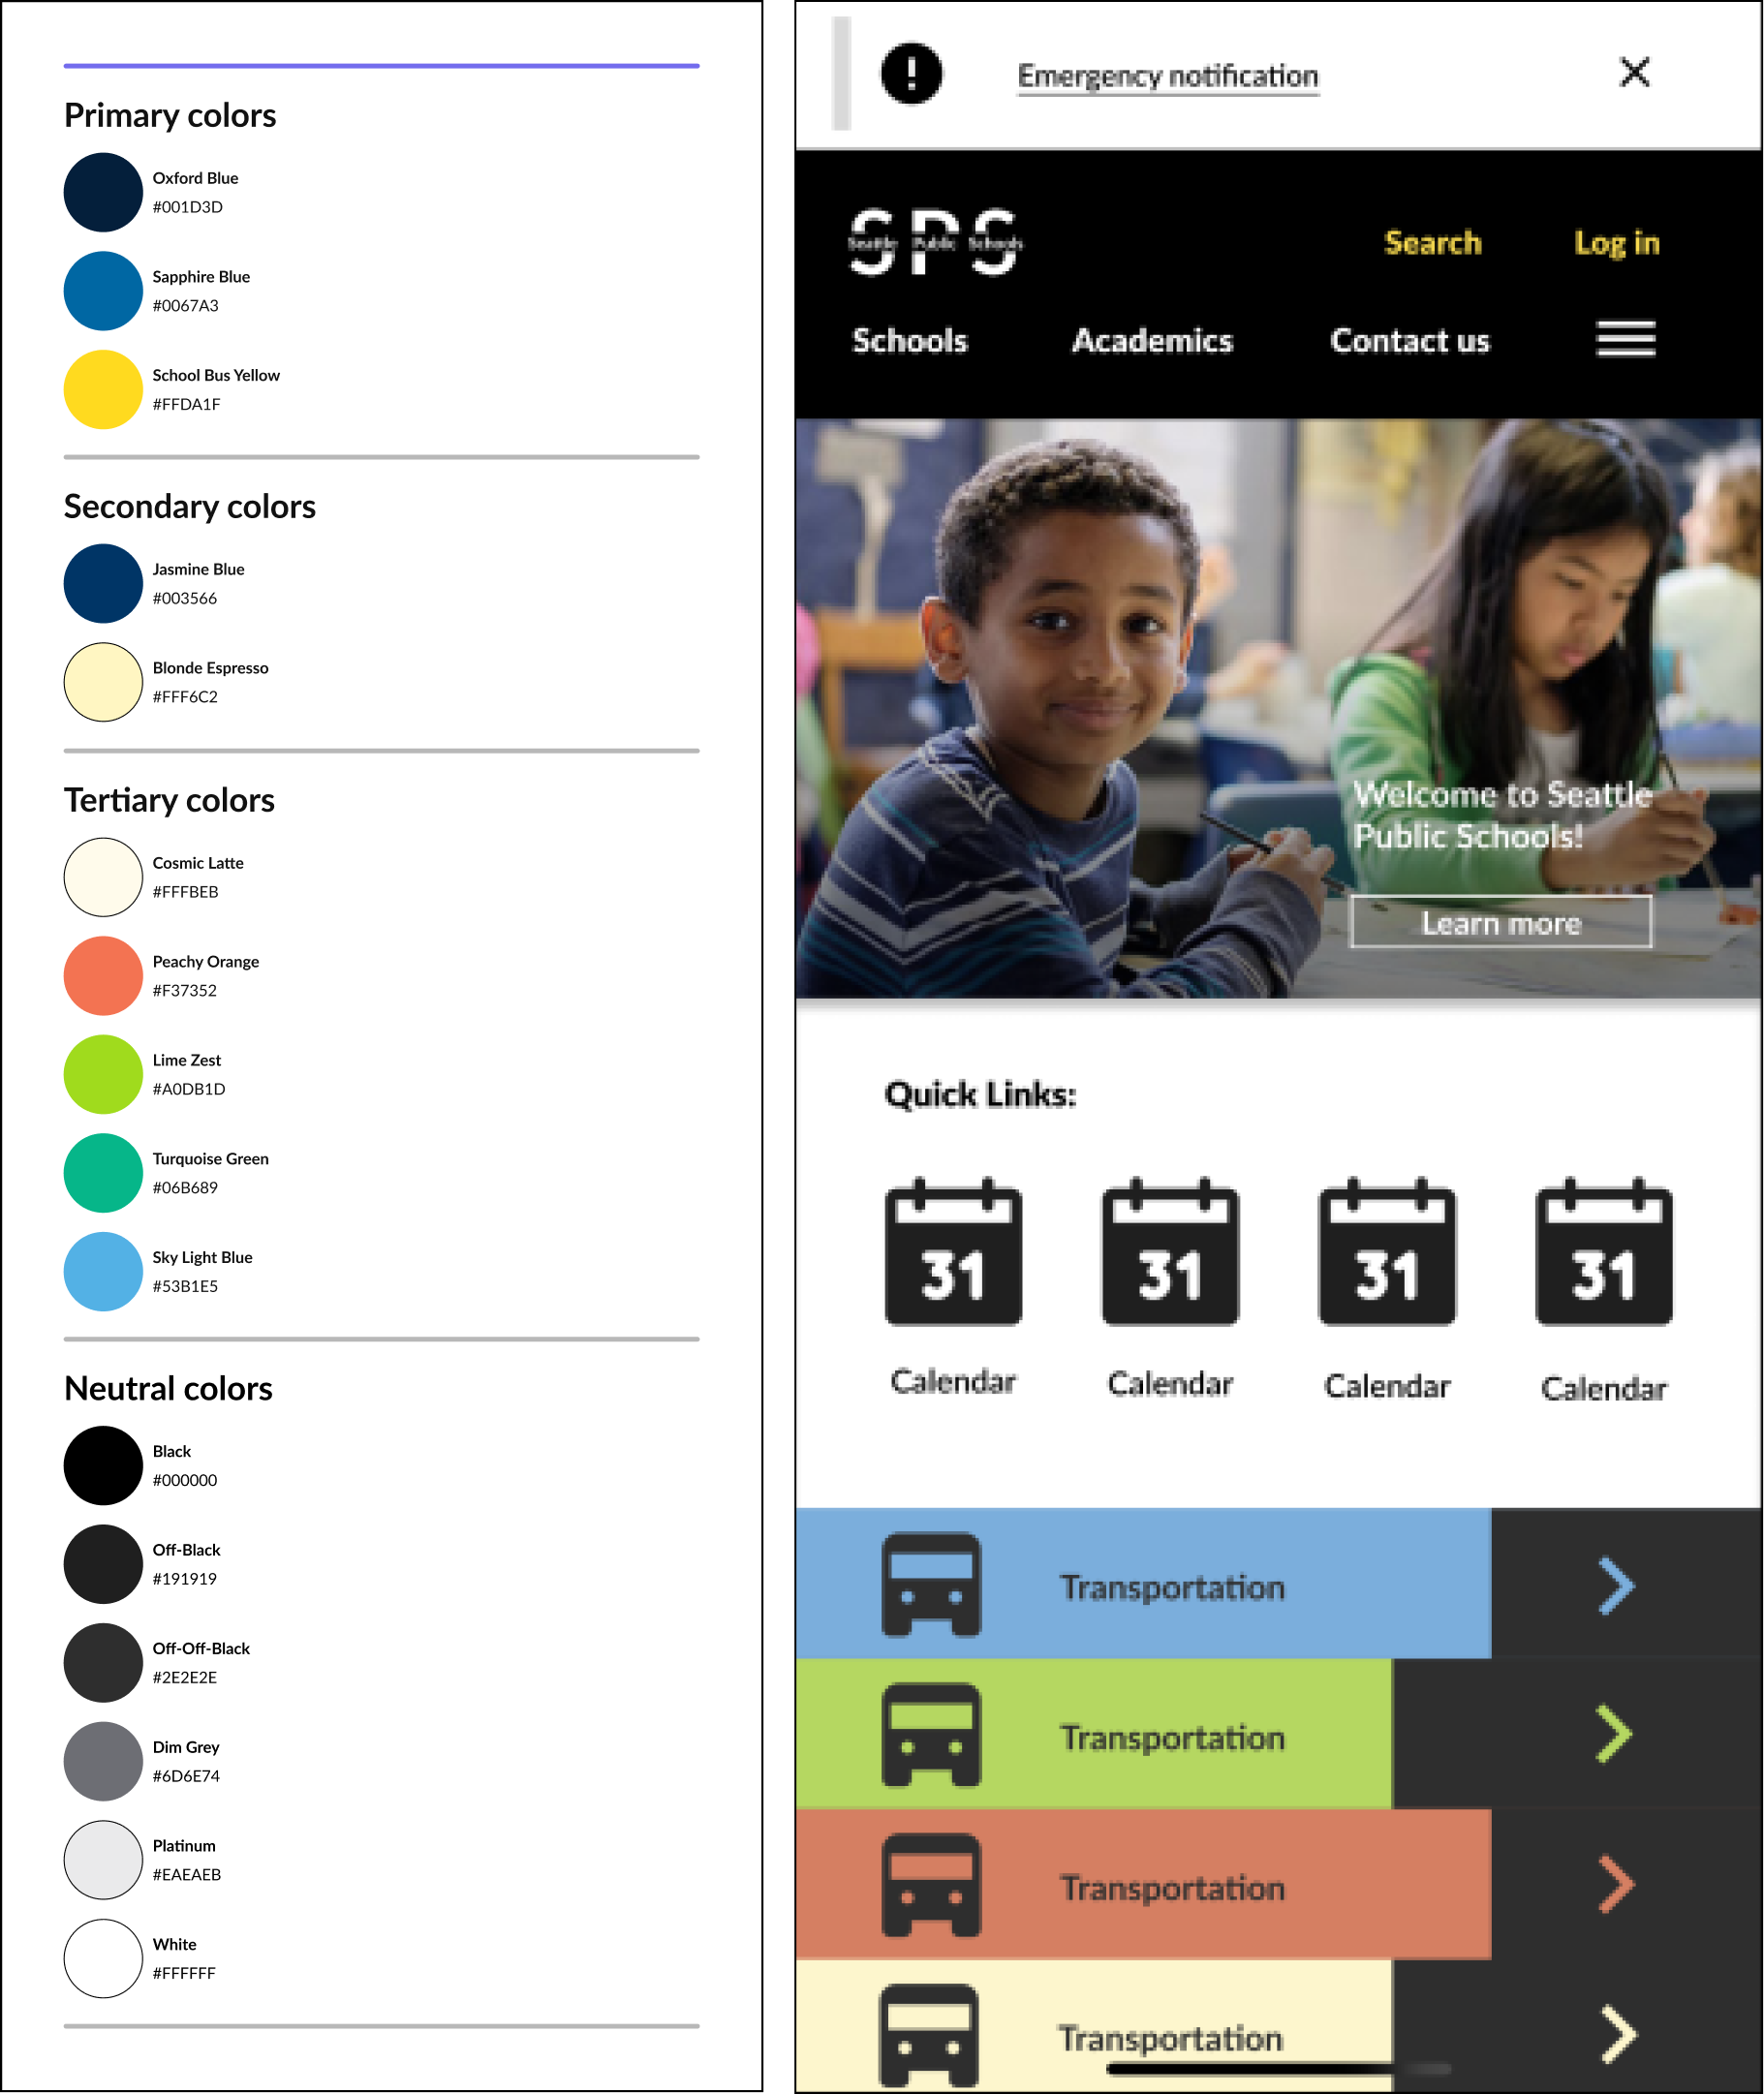 Primary colors
Oxford Blue
#001D3D
Sapphire Blue
#0067A3
School Bus Yellow
#FFDA1F
Secondary colors
Jasmine Blue
#003566
Blonde Espresso
#FFF6C2
Tertiary colors
Cosmic Latte
#FFFBEB
Peachy Orange
#F37352
Lime Zest
#A0DB1D
Turquoise Green
#06B689
Sky Light Blue
#53B1E5
Neutral colors
Black
#000000
Off-Black
#191919
Off-Off-Black
#2E2E2E
Dim Grey
#6D6E74
Platinum
#EAEAEB
White
#FFFFFF
Emergency notification
SPS
Seattle Public Schools
Search Log in
Schools Academics Contact us
Welcome to Seattle
Public Schools!
Learn more
Quick Links:
31 31 31 31
Calendar Calendar Calendar Calendar
Transportation
Transportation
Transportation
Transportation